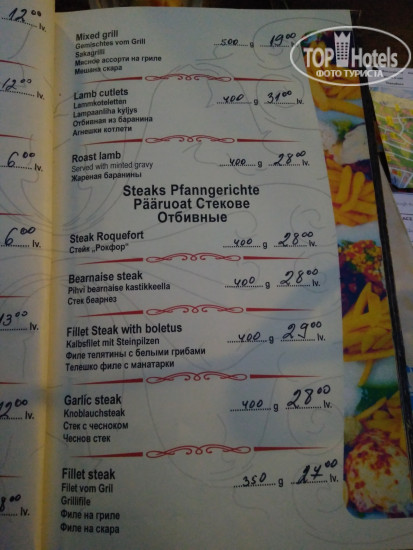 12.00
lv.
12.00
lv.
6.00
lv.
6.00
lv.
13.00
lv.
12.00
lv.
8.00
lv.
TOP Hotels
ФОТО ТУРИСТА
Mixed grill
Gemischtes vom Grill
Sekagrilli
Мясное ассорти на гриле
Мешана скара
500 g 19.00 lv.
Lamb cutlets
Lammkoteletten
Lampaanliha kyljys
Отбивная из баранина
Агнешки котлети
400 g 31.00 lv.
Roast lamb
Served with minted gravy
Жареная баранины
400 g 28.00 lv.
Steaks Pfanngerichte
Pääruoat Стекове
Отбивные
Steak Roquefort
Стейк „Рокфор"
400 g 28.00 lv.
Bearnaise steak
Pihvi bearnaise kastikkeella
Стек беарнез
400 g 28.00 lv.
Fillet Steak with boletus
Kalbsfilet mit Steinpilzen
Филе телятины с белыми грибами
Телешко филе с манатарки
400 g 29.00 lv.
Garlic steak
Knoblauchsteak
Стек с чесноком
Чеснов стек
400 g 28.00 lv.
Fillet steak
Filet vom Gril
Grillifile
Филе на гриле
Филе на скара
350 g 27.00 lv.